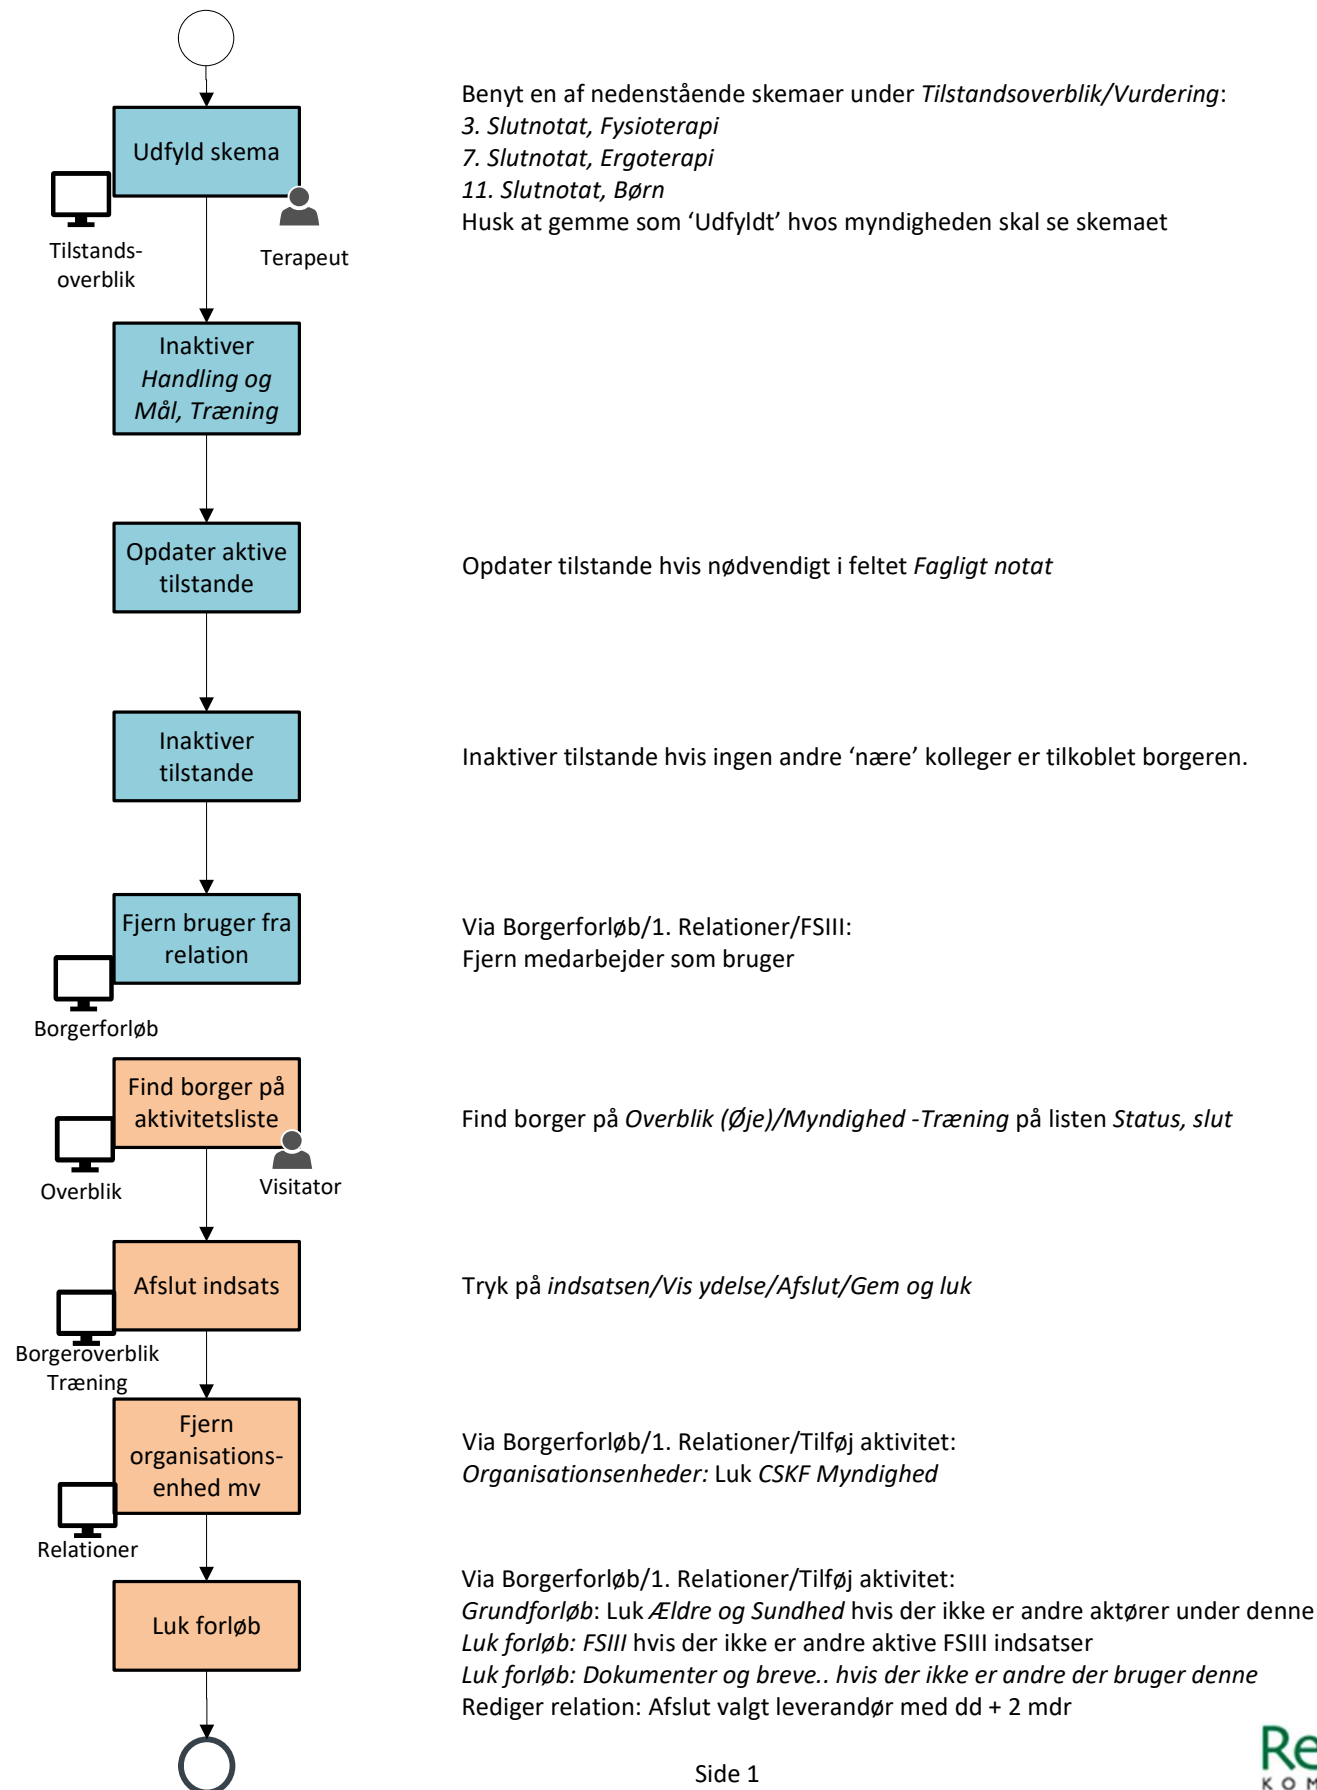 Udfyld skema
Tilstands-
overblik
Terapeut
Benyt en af nedenstående skemaer under Tilstandsoverblik/Vurdering:
3. Slutnotat, Fysioterapi
7. Slutnotat, Ergoterapi
11. Slutnotat, Børn
Husk at gemme som ‘Udfyldt’ hvos myndigheden skal se skemaet
Inaktiver
Handling og
Mål, Træning
Opdater aktive
tilstande
Opdater tilstande hvis nødvendigt i feltet Fagligt notat
Inaktiver
tilstande
Inaktiver tilstande hvis ingen andre ‘nære’ kolleger er tilkoblet borgeren.
Fjern bruger fra
relation
Borgerforløb
Via Borgerforløb/1. Relationer/FSIII:
Fjern medarbejder som bruger
Find borger på
aktivitetsliste
Overblik
Visitator
Find borger på Overblik (Øje)/Myndighed -Træning på listen Status, slut
Afslut indsats
Borgeroverblik
Træning
Tryk på indsatsen/Vis ydelse/Afslut/Gem og luk
Fjern
organisations-
enhed mv
Relationer
Via Borgerforløb/1. Relationer/Tilføj aktivitet:
Organisationsenheder: Luk CSKF Myndighed
Luk forløb
Via Borgerforløb/1. Relationer/Tilføj aktivitet:
Grundforløb: Luk Ældre og Sundhed hvis der ikke er andre aktører under denne
Luk forløb: FSIII hvis der ikke er andre aktive FSIII indsatser
Luk forløb: Dokumenter og breve.. hvis der ikke er andre der bruger denne
Rediger relation: Afslut valgt leverandør med dd + 2 mdr
Side 1